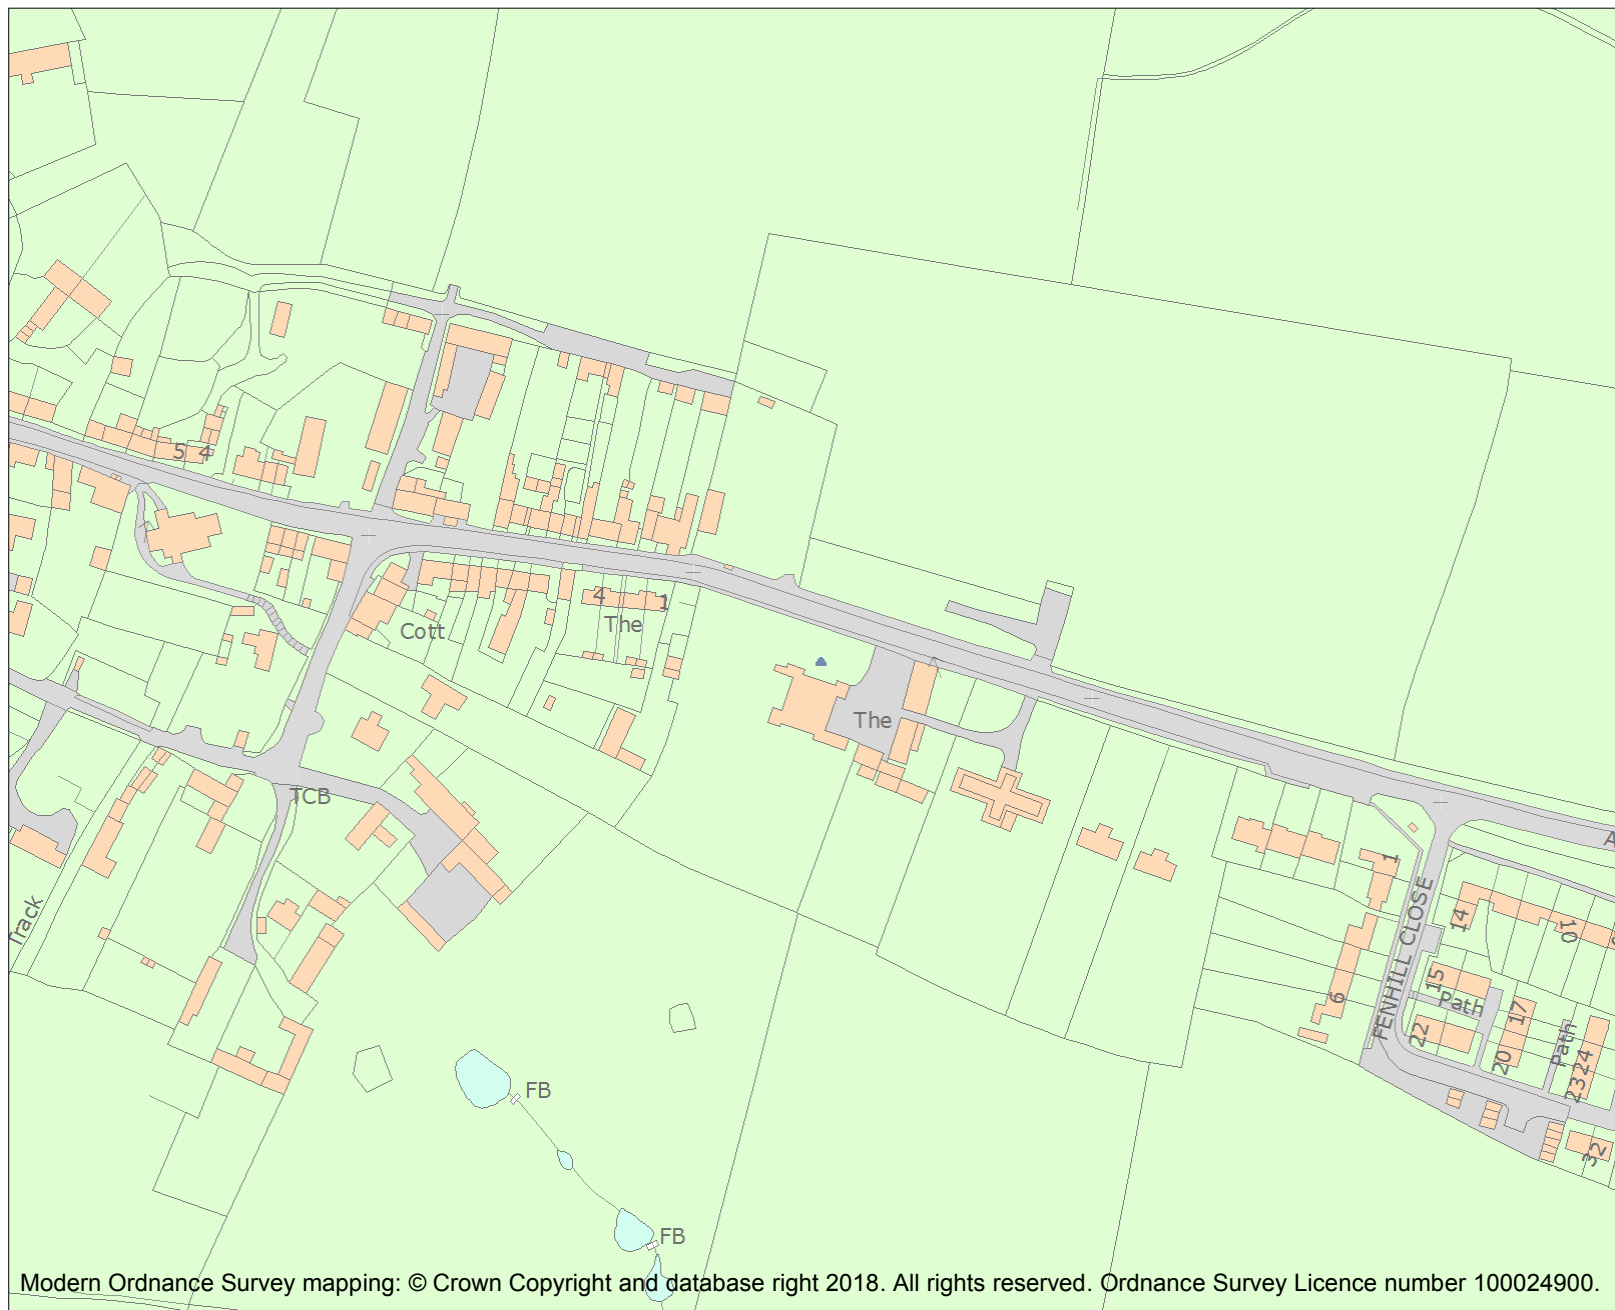 5 4
4
1
The
Cott
The
TCB
1
A
Track
FENHILL CLOSE
14
10
15
Path
6
17
22
Path
20
24
23
FB
32
FB
Modern Ordnance Survey mapping: © Crown Copyright and database right 2018. All rights reserved. Ordnance Survey Licence number 100024900.